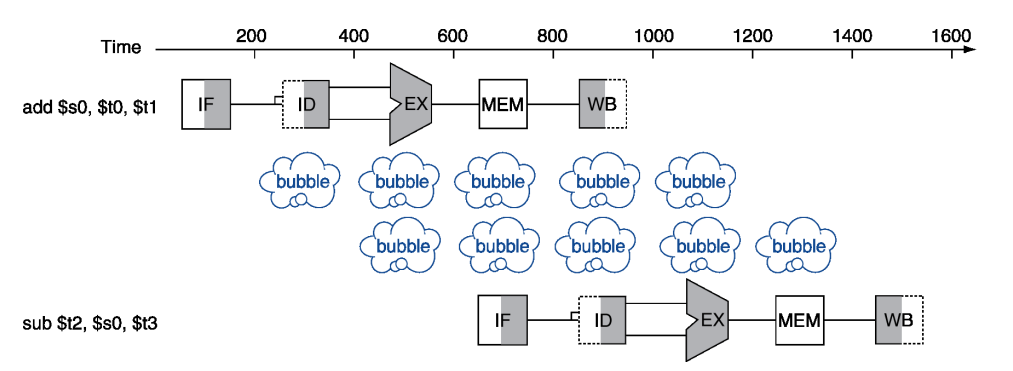 Time 200 400 600 800 1000 1200 1400 1600
add $s0, $t0, $t1 IF ID EX MEM WB
bubble bubble bubble bubble bubble
bubble bubble bubble bubble bubble
sub $t2, $s0, $t3 IF ID EX MEM WB